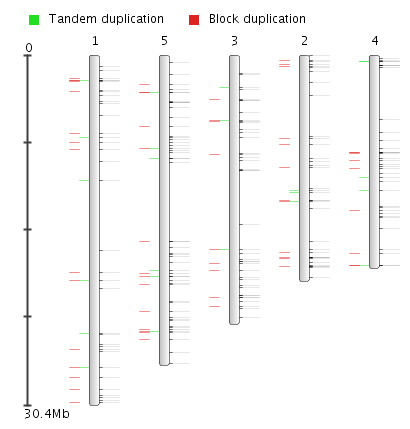 Tandem duplication Block duplication
0 1 5 3 2 4
30.4Mb